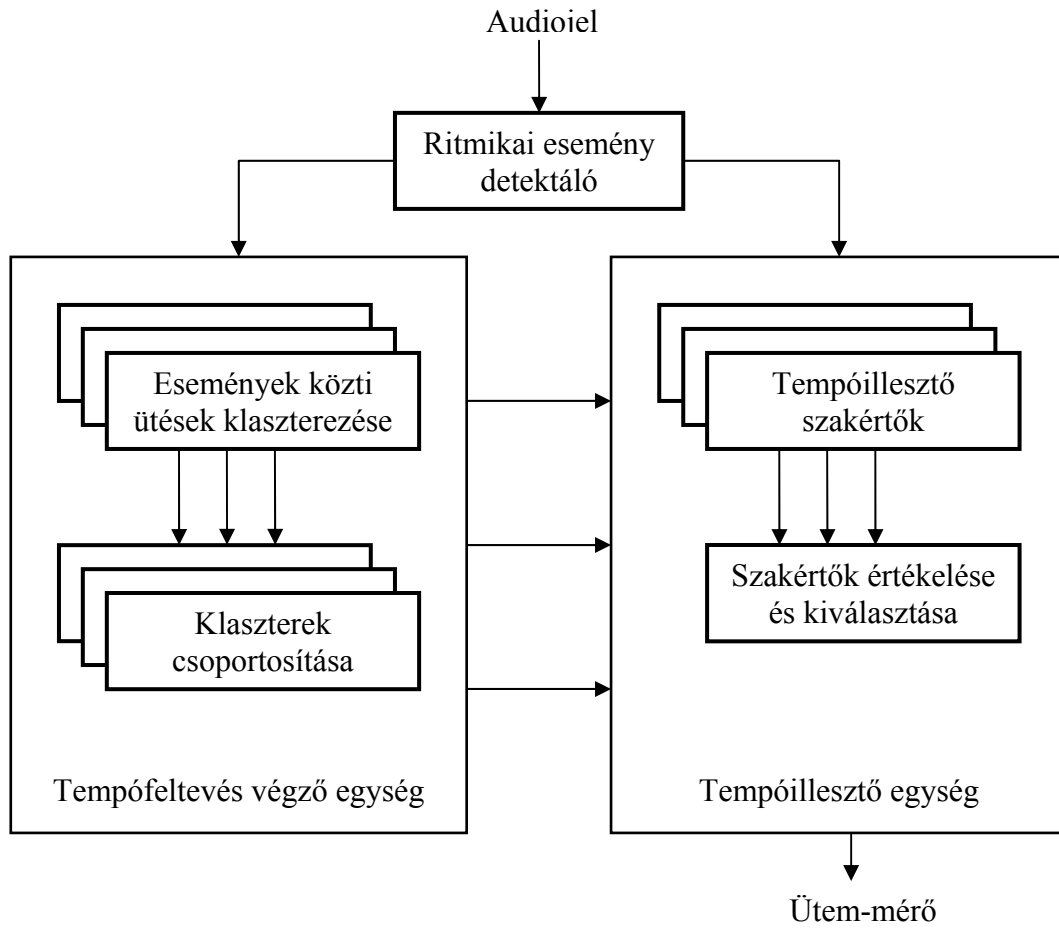 Audiojel
Ritmikai esemény
detektáló
Események közti
ütések klaszterezése
Klaszterek
csoportosítása
Tempófeltevés végző egység
Tempóillesztő
szakértők
Szakértők értékelése
és kiválasztása
Tempóillesztő egység
Ütem-mérő